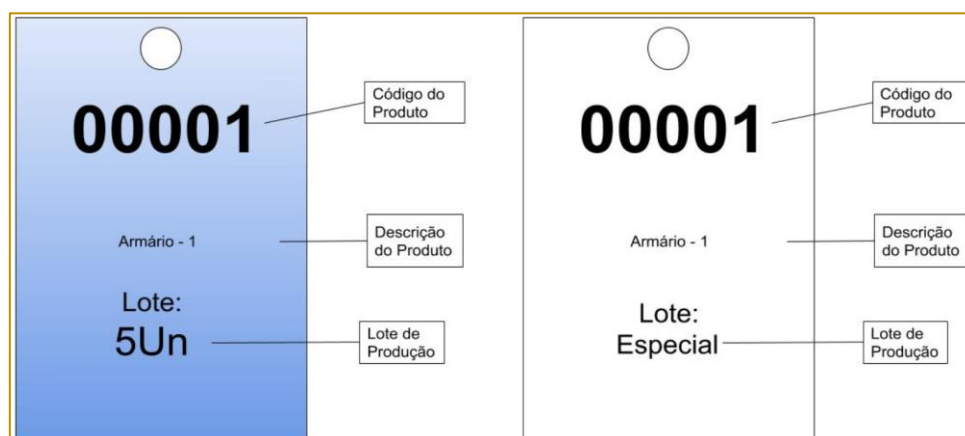 00001
Código do
Produto
Armário - 1
Descrição
do Produto
Lote:
5Un
Lote de
Produção
00001
Código do
Produto
Armário - 1
Descrição
do Produto
Lote:
Especial
Lote de
Produção